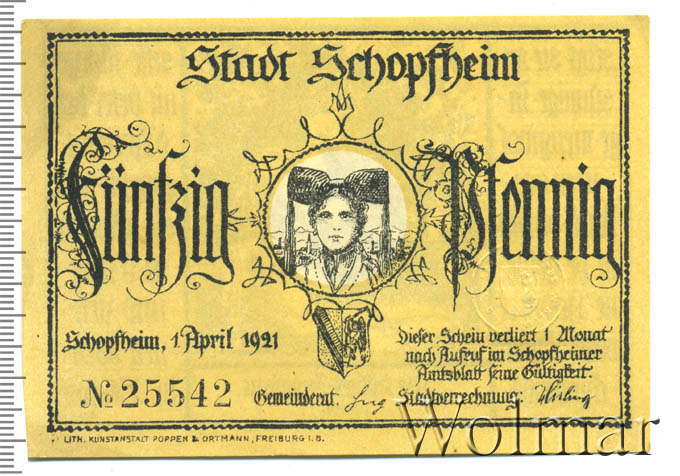 Stadt Schopfheim
Fünfzig Pfennig
Schopfheim, 1. April 1921
Dieser Schein verliert 1 Monat
nach Aufruf im Schopfheimer
Amtsblatt seine Gültigkeit.
№ 25542
Gemeinderat: Stadtverrechnung:
LITH. KUNSTANSTALT POPPEN & ORTMANN, FREIBURG I. B.
Wolmar